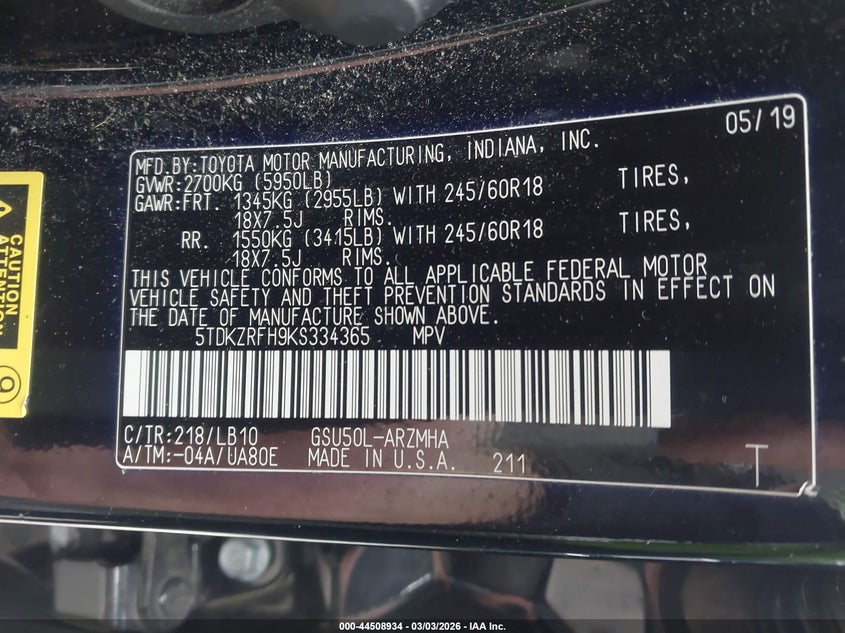 05/19
MFD.BY:TOYOTA MOTOR MANUFACTURING, INDIANA, INC.
GVWR:2700KG (5950LB)
GAWR:FRT. 1345KG (2955LB) WITH 245/60R18 TIRES,
18X7.5J RIMS.
RR. 1550KG (3415LB) WITH 245/60R18 TIRES,
18X7.5J RIMS.
THIS VEHICLE CONFORMS TO ALL APPLICABLE FEDERAL MOTOR
VEHICLE SAFETY AND THEFT PREVENTION STANDARDS IN EFFECT ON
THE DATE OF MANUFACTURE SHOWN ABOVE.
5TDKZRFH9KS334365 MPV
C/TR:218/LB10 GSU50L-ARZMHA
A/TM:-04A/UA80E MADE IN U.S.A. 211 T
CAUTION
ATTENTION
9
000-44508934 - 03/03/2026 - IAA Inc.